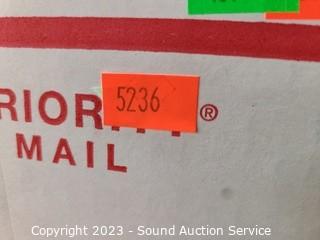 5236
RIOR ®
MAIL
Copyright 2023 - Sound Auction Service